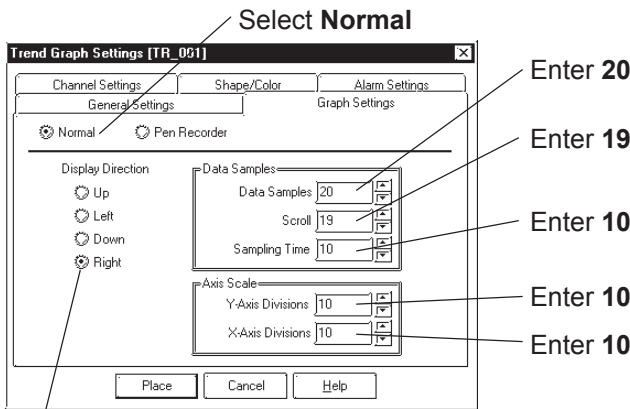 Select Normal
Trend Graph Settings [TR_001]
Channel Settings
Shape/Color
Alarm Settings
General Settings
Graph Settings
Normal
Pen Recorder
Display Direction
Up
Left
Down
Right
Data Samples
Data Samples 20
Scroll 19
Sampling Time 10
Axis Scale
Y-Axis Divisions 10
X-Axis Divisions 10
Place
Cancel
Help
Enter 20
Enter 19
Enter 10
Enter 10
Enter 10